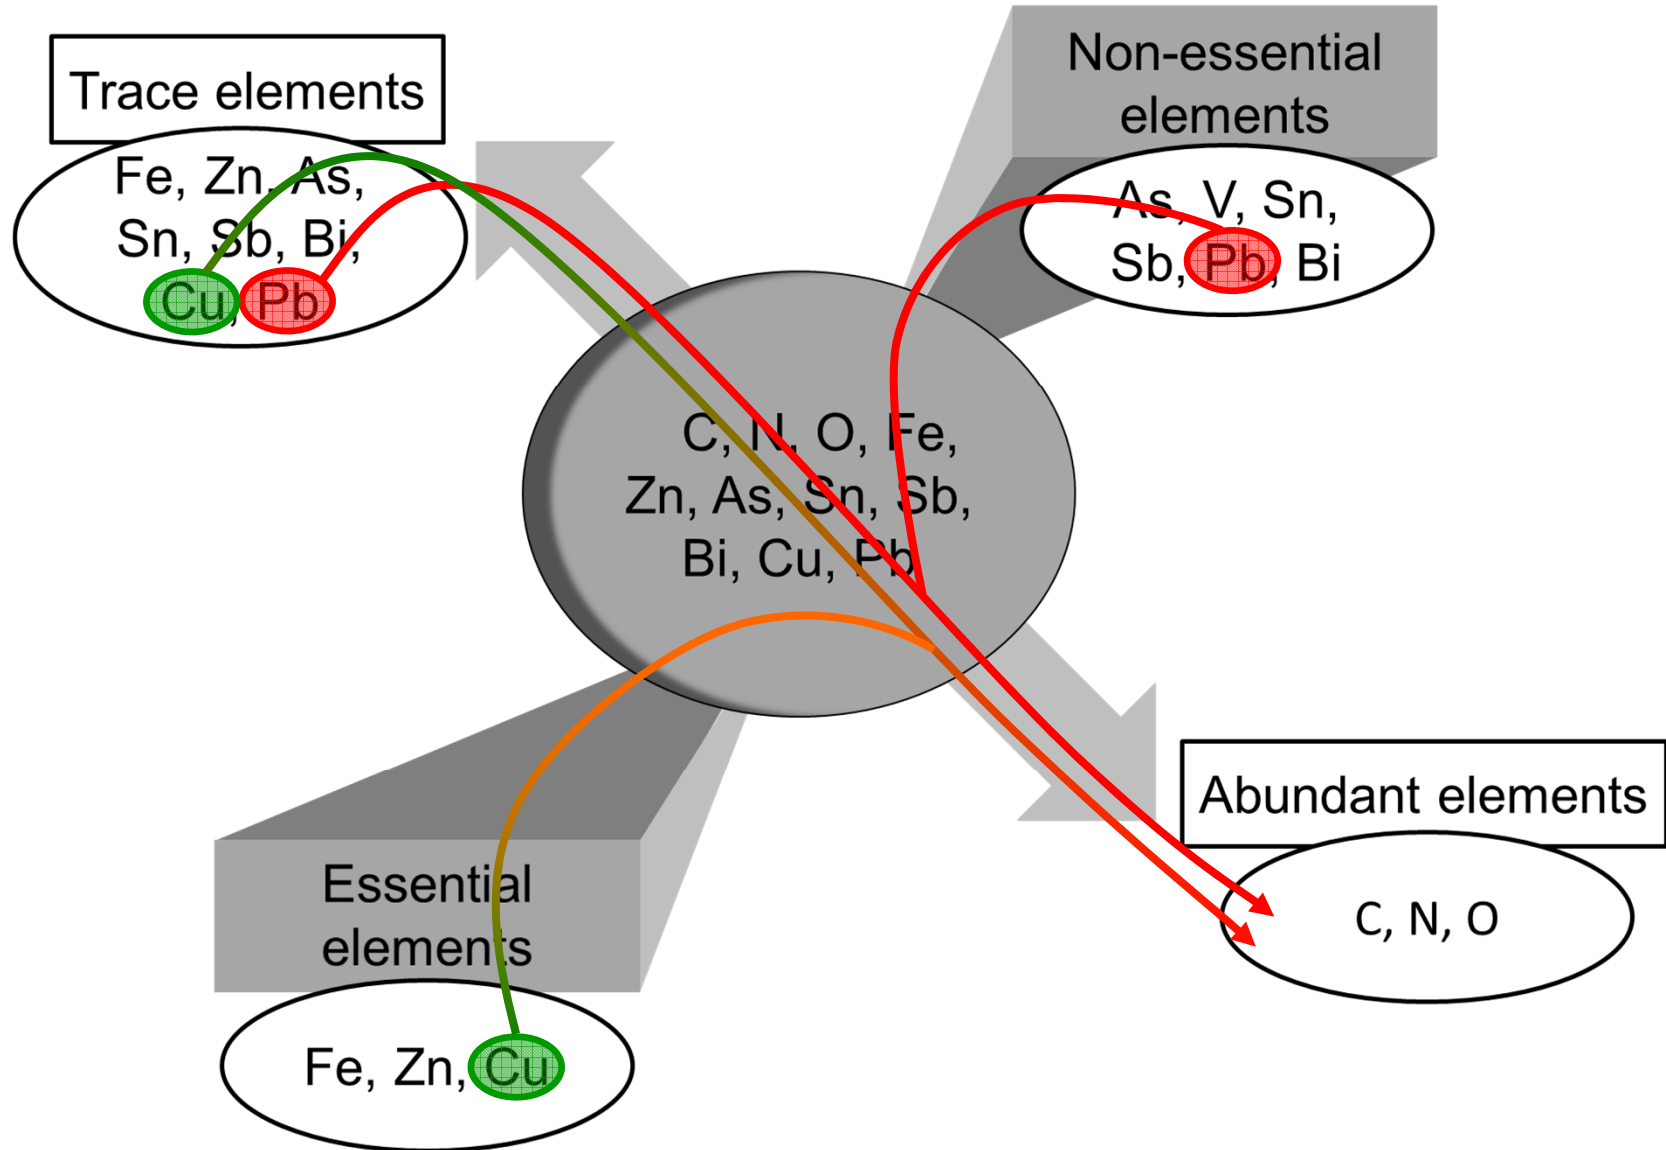 Trace elements
Fe, Zn, As,
Sn, Sb, Bi,
Cu, Pb
Non-essential
elements
As, V, Sn,
Sb, Pb, Bi
C, N, O, Fe,
Zn, As, Sn, Sb,
Bi, Cu, Pb
Abundant elements
C, N, O
Essential
elements
Fe, Zn, Cu